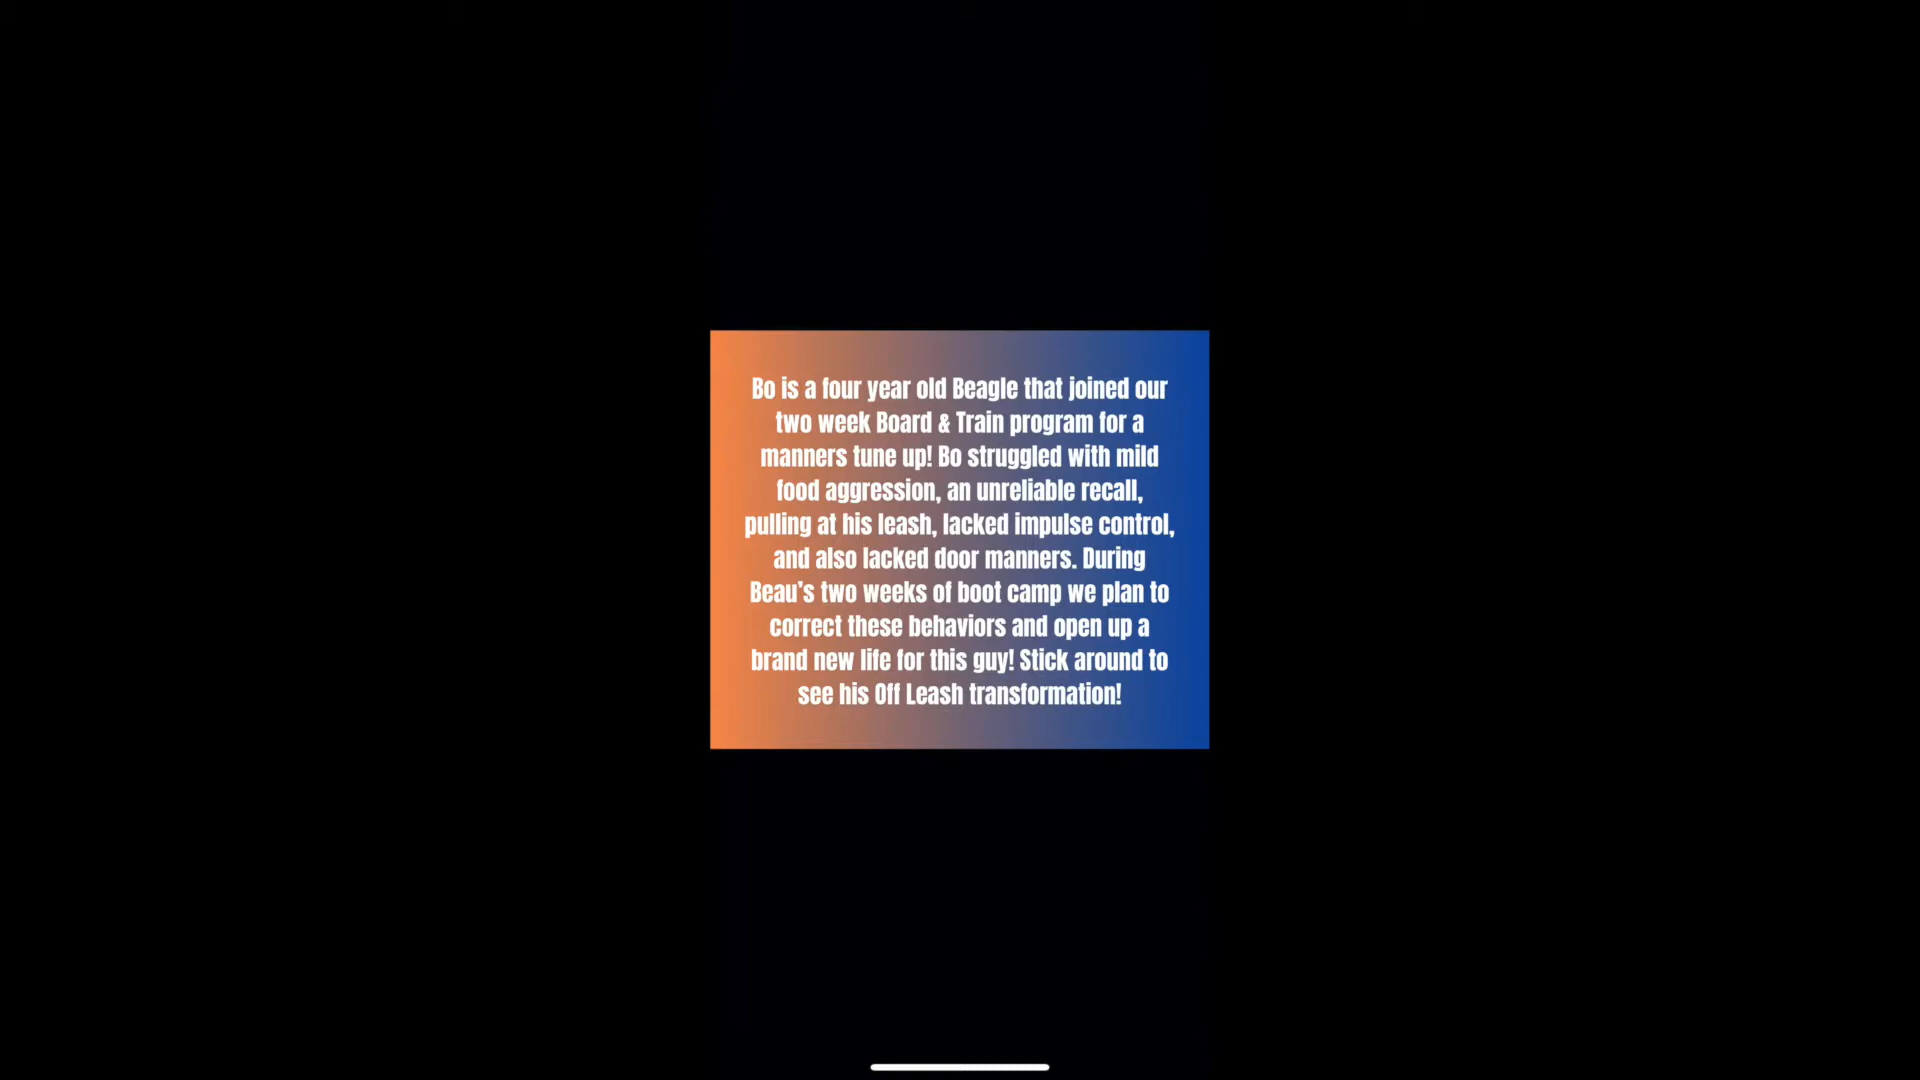 Bo is a four year old Beagle that joined our
two week Board & Train program for a
manners tune up! Bo struggled with mild
food aggression, an unreliable recall,
pulling at his leash, lacked impulse control,
and also lacked door manners. During
Beau's two weeks of boot camp we plan to
correct these behaviors and open up a
brand new life for this guy! Stick around to
see his Off Leash transformation!